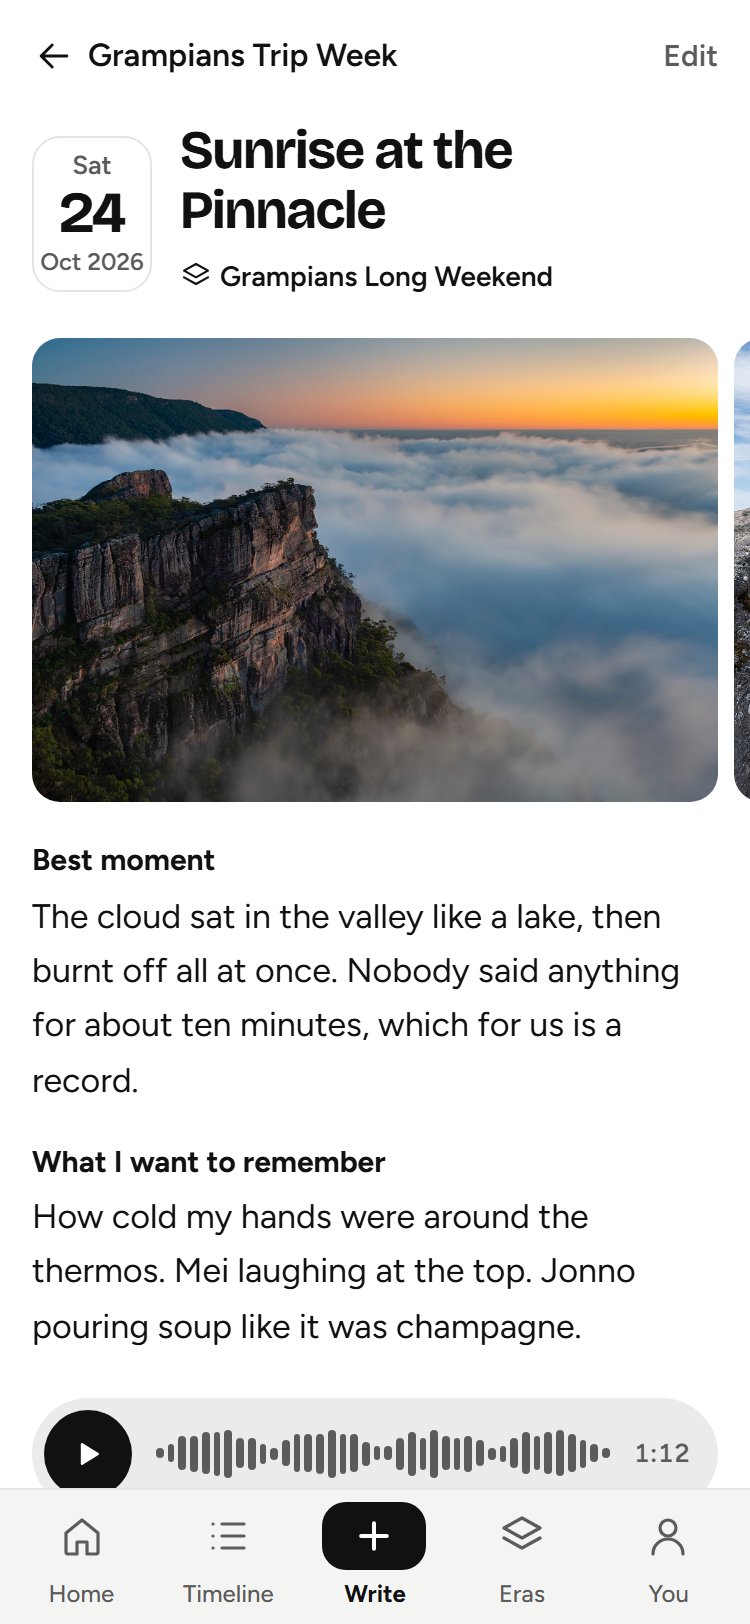 Grampians Trip Week
Edit
Sat
24
Oct 2026
Sunrise at the
Pinnacle
Grampians Long Weekend
Best moment
The cloud sat in the valley like a lake, then
burnt off all at once. Nobody said anything
for about ten minutes, which for us is a
record.
What I want to remember
How cold my hands were around the
thermos. Mei laughing at the top. Jonno
pouring soup like it was champagne.
1:12
Home
Timeline
Write
Eras
You